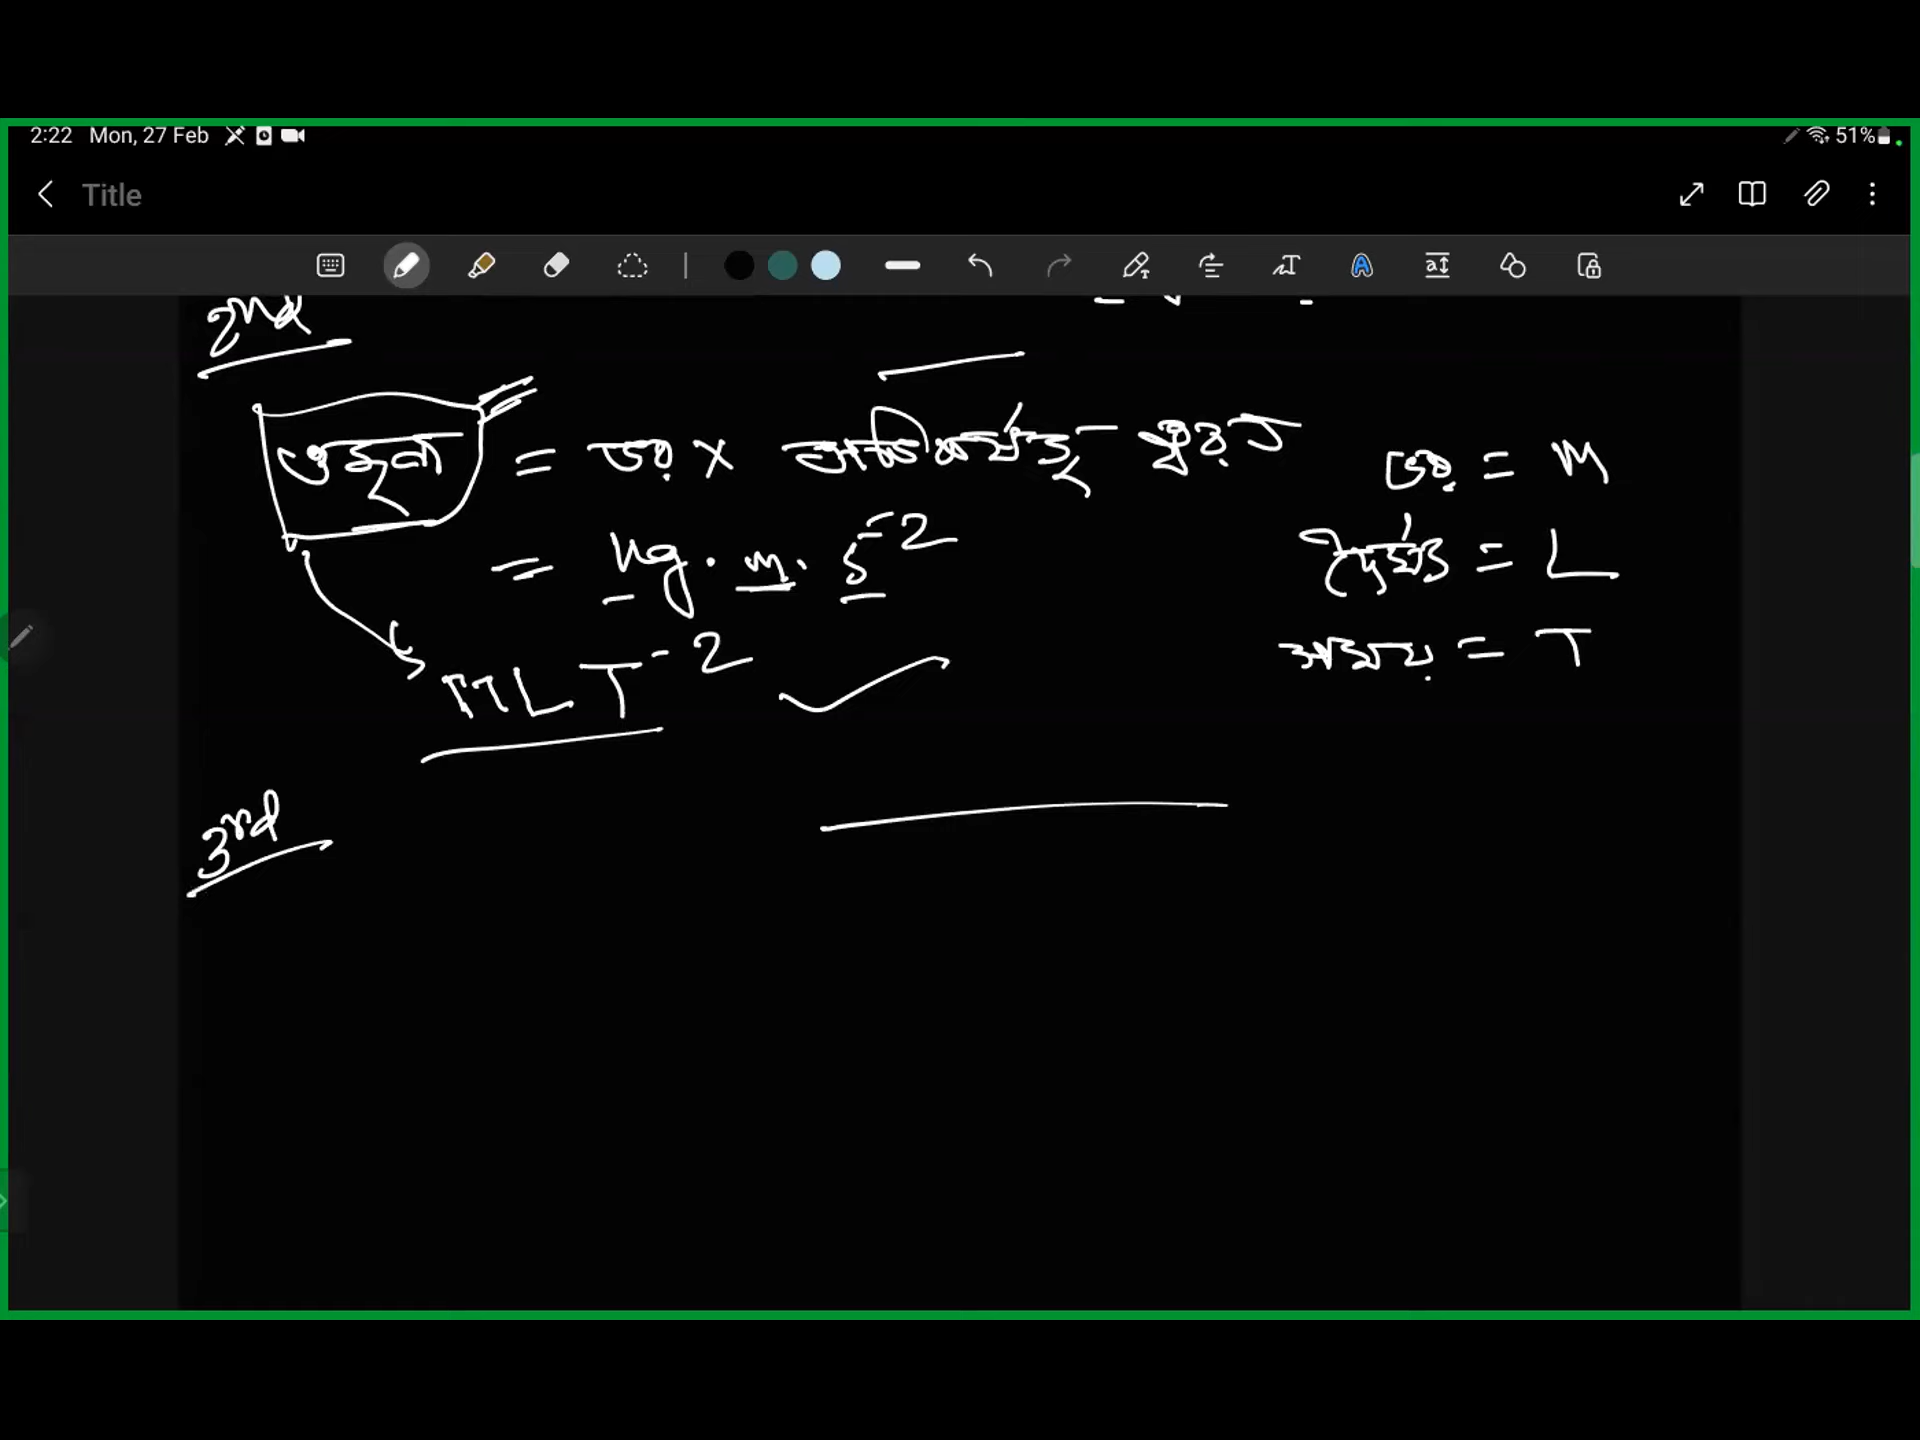 2:22 Mon, 27 Feb 51%
Title
2nd
ওজন = ভর × অভিকর্ষজ ত্বরণ
ভর = M
= kg. m. s⁻²
দৈর্ঘ্য = L
MLT⁻²
সময় = T
3rd